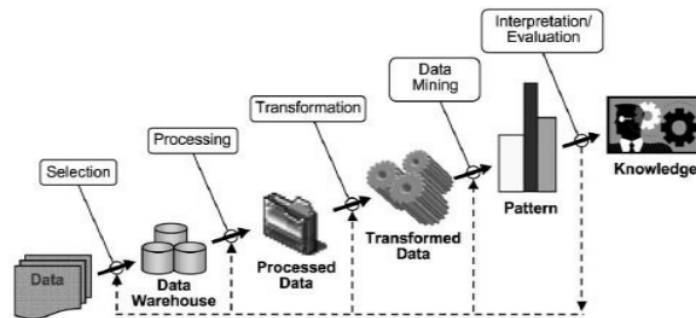 Interpretation/
Evaluation
Data
Mining
Transformation
Processing
Selection
Knowledge
Pattern
Transformed
Data
Processed
Data
Data
Warehouse
Data